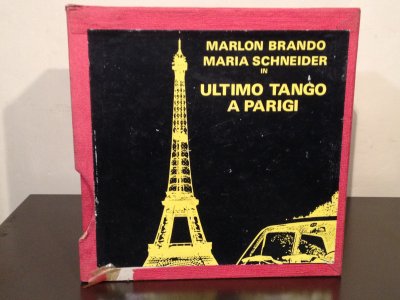 MARLON BRANDO
MARIA SCHNEIDER
IN
ULTIMO TANGO
A PARIGI